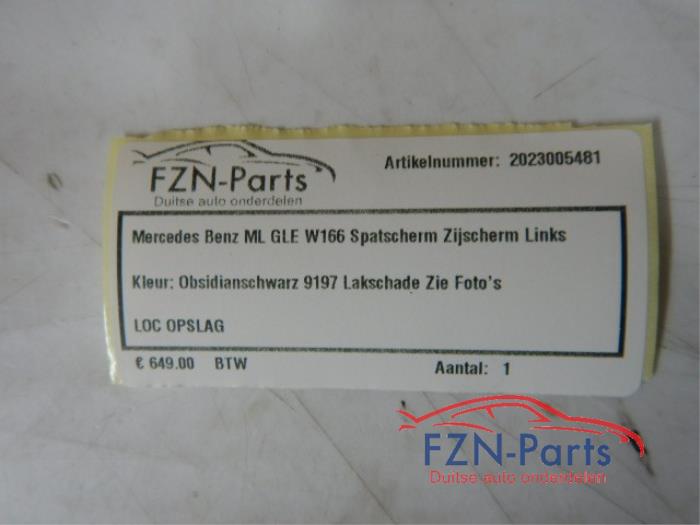 FZN-Parts
Duitse auto onderdelen
Artikelnummer: 2023005481
Mercedes Benz ML GLE W166 Spatscherm Zijscherm Links
Kleur: Obsidianschwarz 9197 Lakschade Zie Foto's
LOC OPSLAG
€ 649.00 BTW
Aantal: 1
FZN-Parts
Duitse auto onderdelen